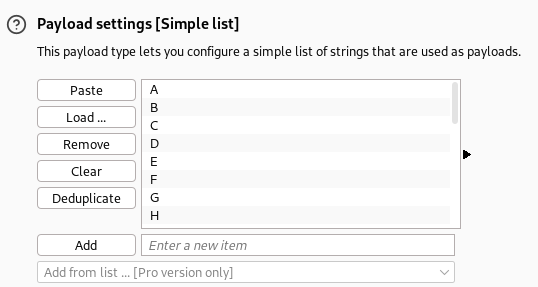 Payload settings [Simple list]
This payload type lets you configure a simple list of strings that are used as payloads.
Paste
Load ...
Remove
Clear
Deduplicate
A
B
C
D
E
F
G
H
Add
Enter a new item
Add from list ... [Pro version only]